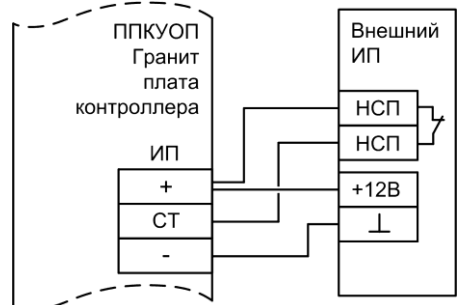 ППКУОП
Гранит
плата
контроллера
ИП
+
СТ
-
Внешний
ИП
НСП
НСП
+12В
⊥